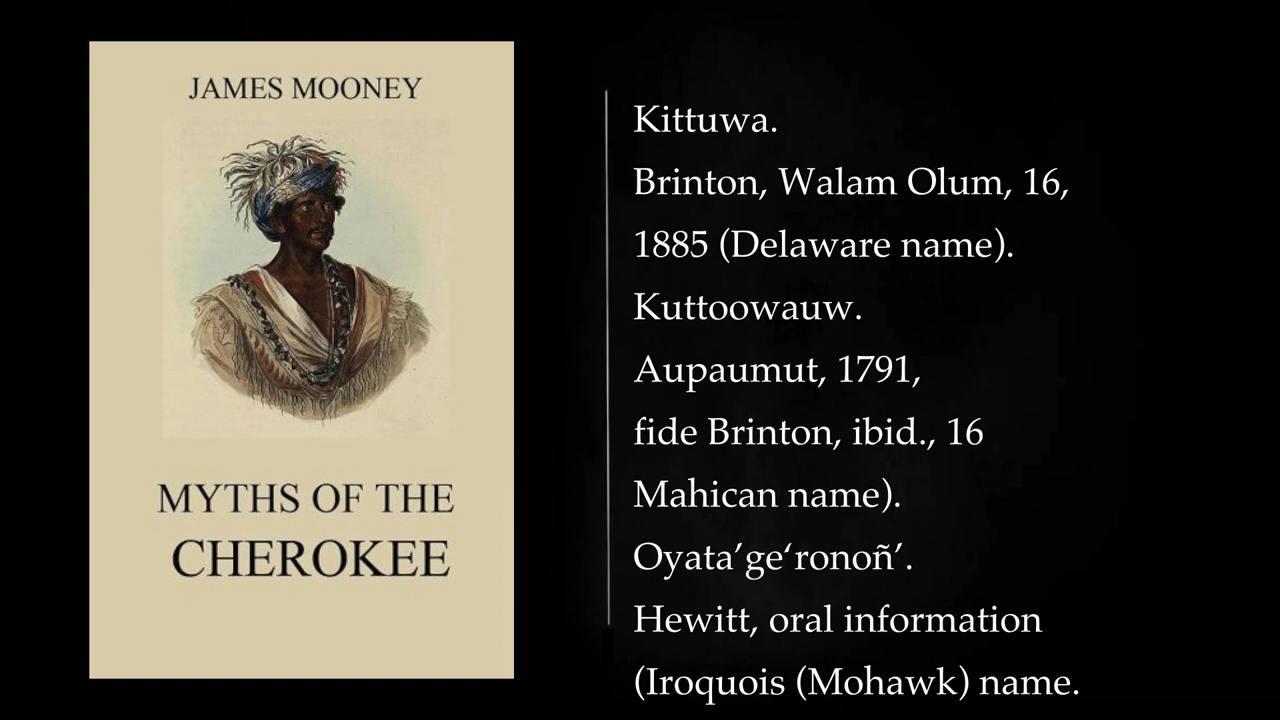 JAMES MOONEY
MYTHS OF THE
CHEROKEE
Kittuwa.
Brinton, Walam Olum, 16,
1885 (Delaware name).
Kuttoowauw.
Aupaumut, 1791,
fide Brinton, ibid., 16
Mahican name).
Oyata’ge‘ronoñ’.
Hewitt, oral information
(Iroquois (Mohawk) name.